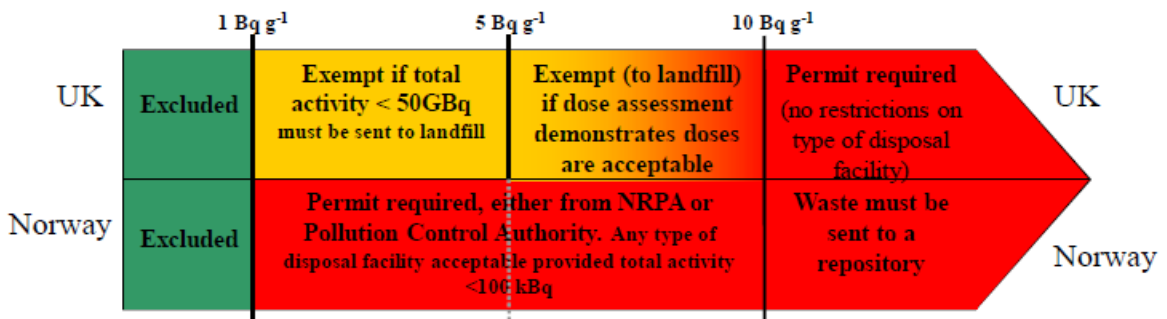 1 Bq g⁻¹
5 Bq g⁻¹
10 Bq g⁻¹
UK
Excluded
Exempt if total
activity < 50GBq
must be sent to landfill
Exempt (to landfill)
if dose assessment
demonstrates doses
are acceptable
Permit required
(no restrictions on
type of disposal
facility)
UK
Norway
Excluded
Permit required, either from NRPA or
Pollution Control Authority. Any type of
disposal facility acceptable provided total activity
<100 kBq
Waste must be
sent to a
repository
Norway